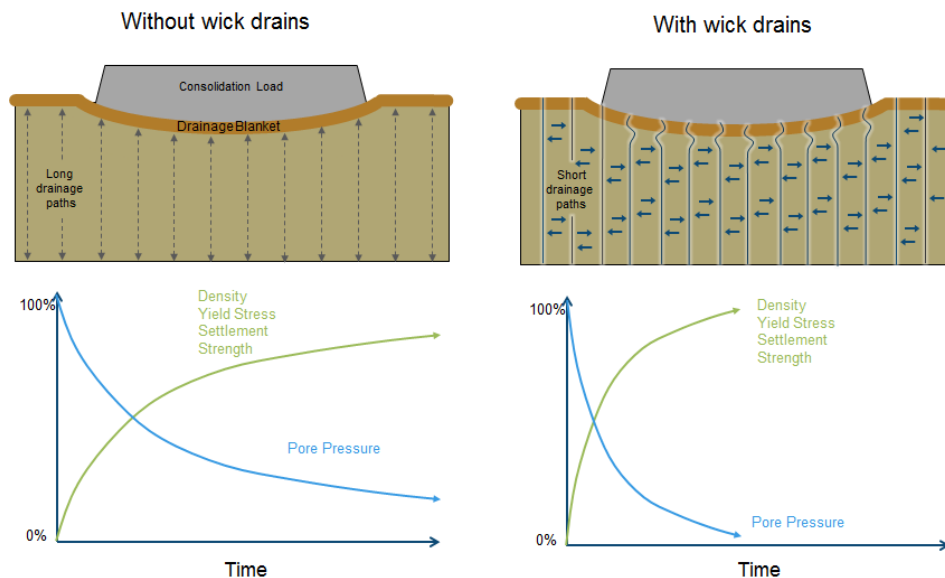 Without wick drains
Consolidation Load
DrainageBlanket
Long
drainage
paths
100%
Density
Yield Stress
Settlement
Strength
Pore Pressure
0%
Time
With wick drains
Short
drainage
paths
100%
Density
Yield Stress
Settlement
Strength
Pore Pressure
0%
Time